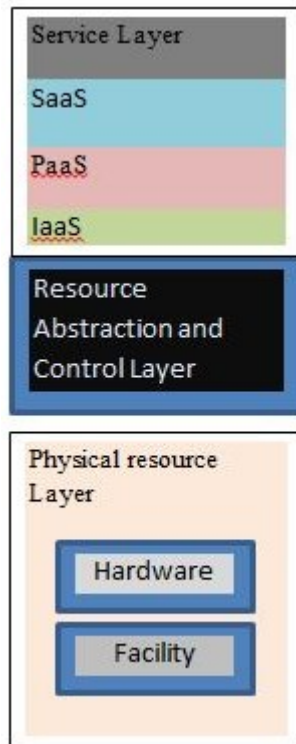 Service Layer
SaaS
PaaS
IaaS
Resource
Abstraction and
Control Layer
Physical resource
Layer
Hardware
Facility